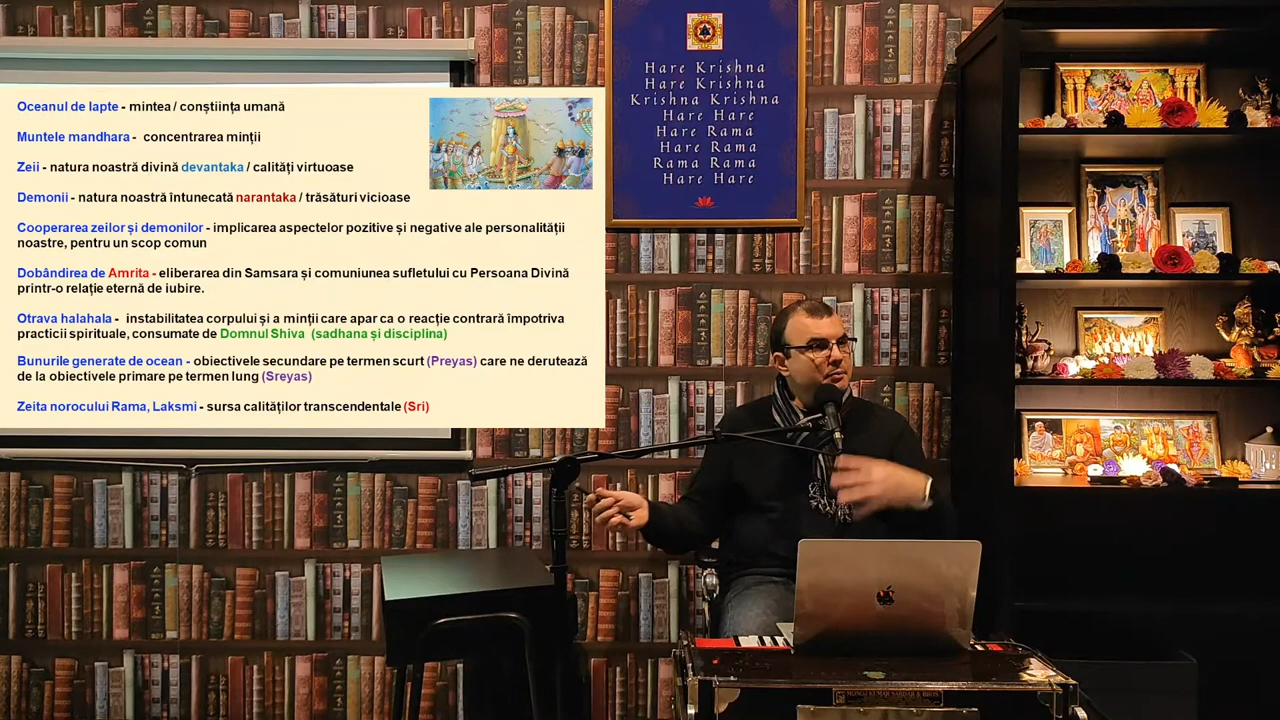 Oceanul de lapte - mintea / conștiința umană
Muntele mandhara - concentrarea minții
Zeii - natura noastră divină devantaka / calități virtuoase
Demonii - natura noastră întunecată narantaka / trăsături vicioase
Cooperarea zeilor și demonilor - implicarea aspectelor pozitive și negative ale personalității
noastre, pentru un scop comun
Dobândirea de Amrita - eliberarea din Samsara și comuniunea sufletului cu Persoana Divină
printr-o relație eternă de iubire.
Otrava halahala - instabilitatea corpului și a minții care apar ca o reacție contrară împotriva
practicii spirituale, consumate de Domnul Shiva (sadhana și disciplina)
Bunurile generate de ocean - obiectivele secundare pe termen scurt (Preyas) care ne derutează
de la obiectivele primare pe termen lung (Sreyas)
Zeita norocului Rama, Laksmi - sursa calităților transcendentale (Sri)
Hare Krishna
Hare Krishna
Krishna Krishna
Hare Hare
Hare Rama
Hare Rama
Rama Rama
Hare Hare
MONOJ KUMAR SARDAR & BROS.